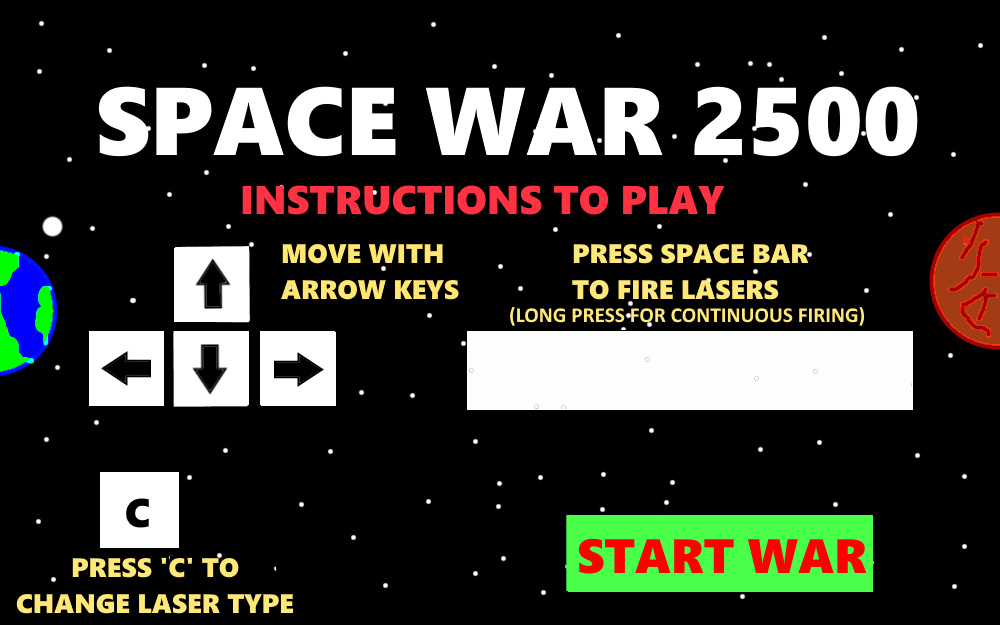 SPACE WAR 2500
INSTRUCTIONS TO PLAY
MOVE WITH
ARROW KEYS
PRESS SPACE BAR
TO FIRE LASERS
(LONG PRESS FOR CONTINUOUS FIRING)
C
PRESS 'C' TO
CHANGE LASER TYPE
START WAR